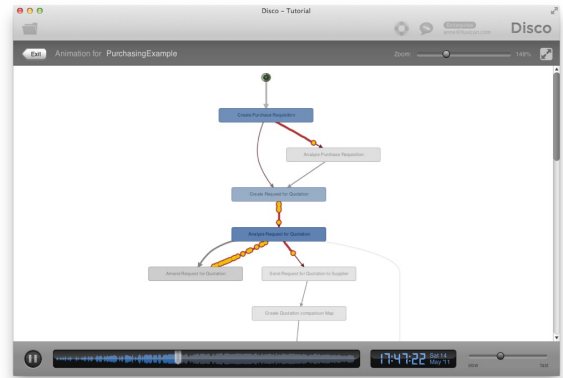 Disco - Tutorial
Disco
Exit
Animation for PurchasingExample
Zoom
149%
Create Purchase Requisition
Analyze Purchase Requisition
Create Request for Quotation
Analyze Request for Quotation
Amend Request for Quotation
Send Request for Quotation to Supplier
Create Quotation comparison Map
17:47:22
Sat 14
May '11
slow
fast